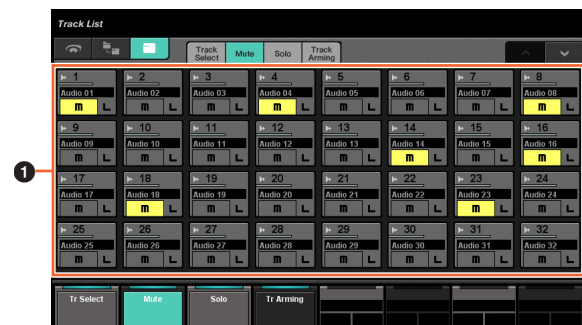 Track List
Track Select Mute Solo Track Arming
1 2 3 4 5 6 7 8
Audio 01 Audio 02 Audio 03 Audio 04 Audio 05 Audio 06 Audio 07 Audio 08
m L m L m L m L m L m L m L m L
9 10 11 12 13 14 15 16
Audio 09 Audio 10 Audio 11 Audio 12 Audio 13 Audio 14 Audio 15 Audio 16
m L m L m L m L m L m L m L m L
1
17 18 19 20 21 22 23 24
Audio 17 Audio 18 Audio 19 Audio 20 Audio 21 Audio 22 Audio 23 Audio 24
m L m L m L m L m L m L m L m L
25 26 27 28 29 30 31 32
Audio 25 Audio 26 Audio 27 Audio 28 Audio 29 Audio 30 Audio 31 Audio 32
m L m L m L m L m L m L m L m L
Tr Select Mute Solo Tr Arming